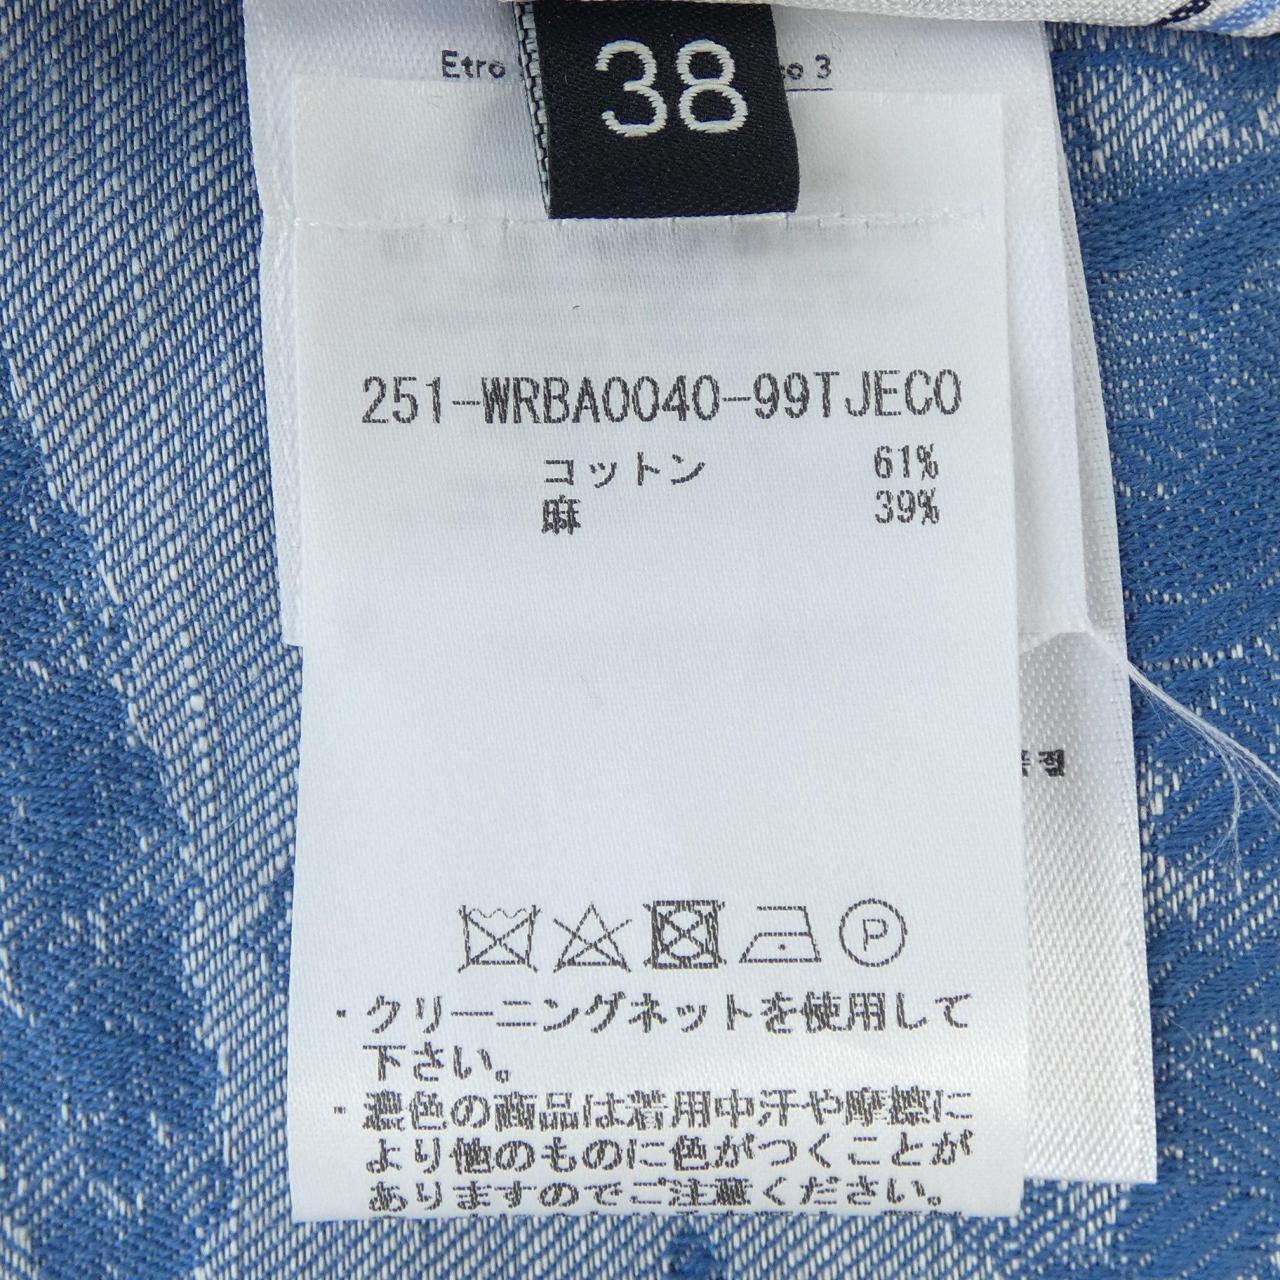 Etro
co 3
38
251-WRBA0040-99TJECO
コットン 61%
麻 39%
P
・クリーニングネットを使用して
下さい。
・濃色の商品は着用中汗や摩擦に
より他のものに色がつくことが
ありますのでご注意ください。